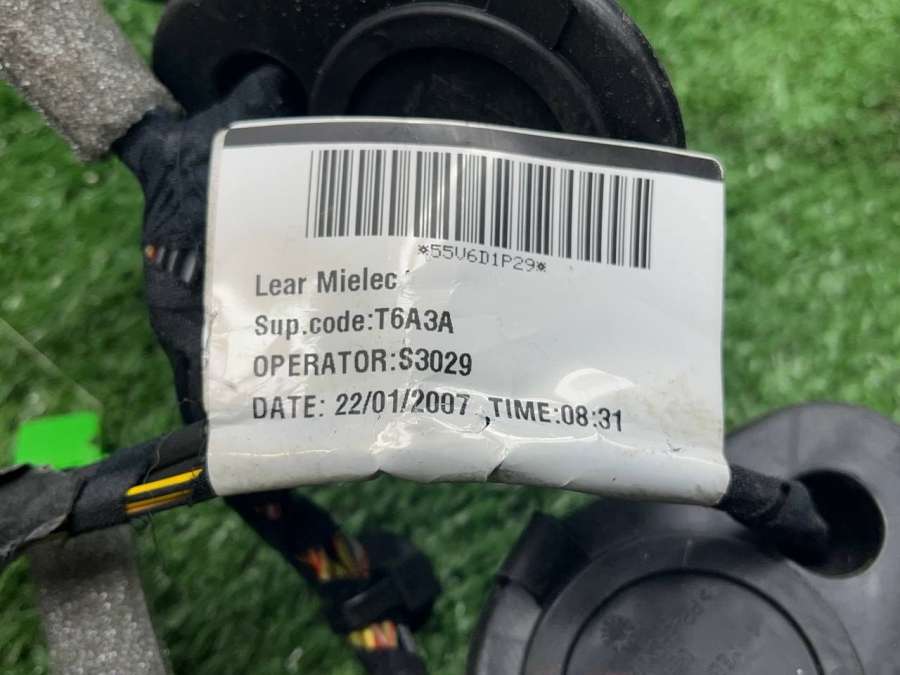 *55V6D1P29*
Lear Mielec
Sup.code:T6A3A
OPERATOR:S3029
DATE: 22/01/2007 ,TIME:08:31